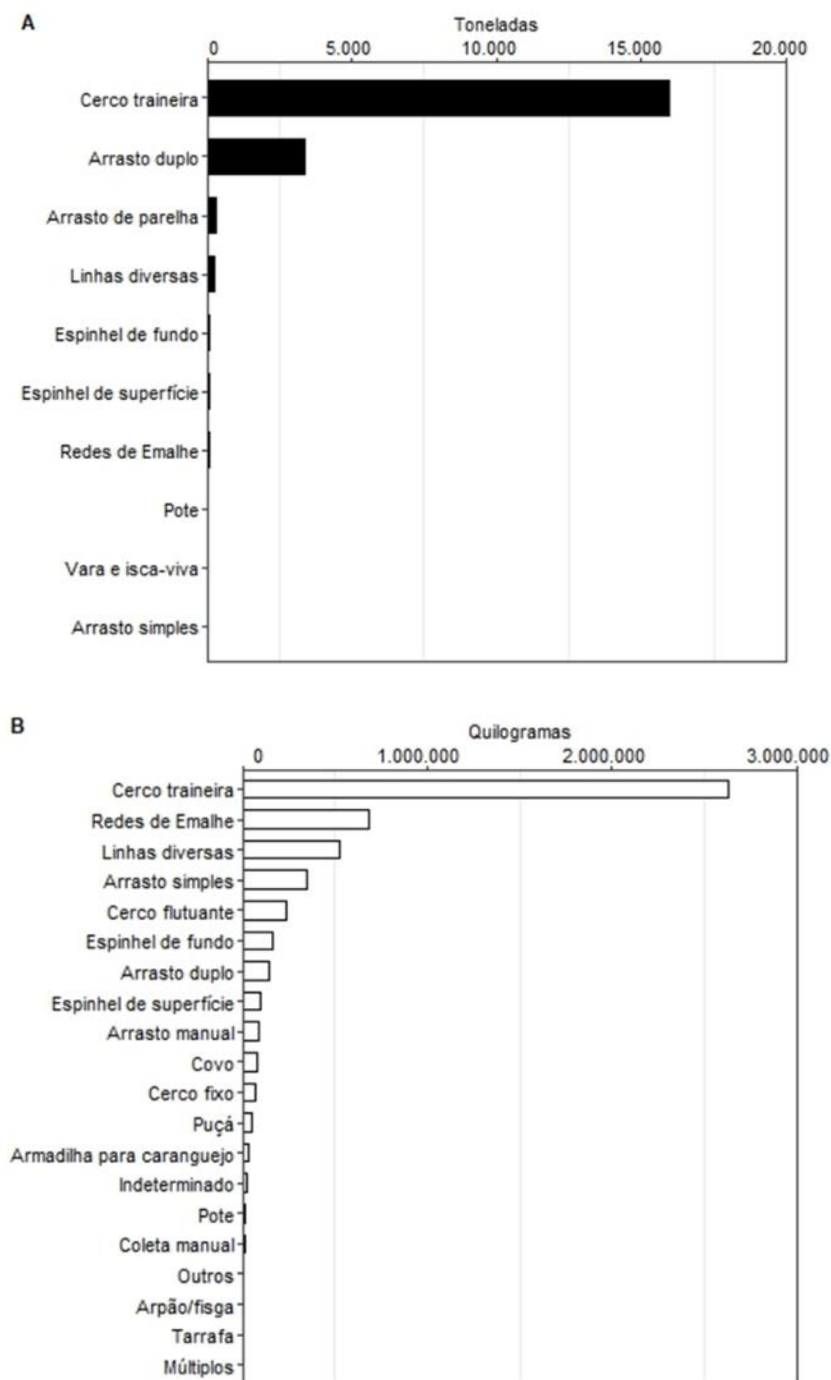 A
Toneladas
0 5.000 10.000 15.000 20.000
Cerco traineira
Arrasto duplo
Arrasto de parelha
Linhas diversas
Espinhel de fundo
Espinhel de superfície
Redes de Emalhe
Pote
Vara e isca-viva
Arrasto simples
B
Quilogramas
0 1.000.000 2.000.000 3.000.000
Cerco traineira
Redes de Emalhe
Linhas diversas
Arrasto simples
Cerco flutuante
Espinhel de fundo
Arrasto duplo
Espinhel de superfície
Arrasto manual
Covo
Cerco fixo
Puçá
Armadilha para caranguejo
Indeterminado
Pote
Coleta manual
Outros
Arpão/fisga
Tarrafa
Múltiplos